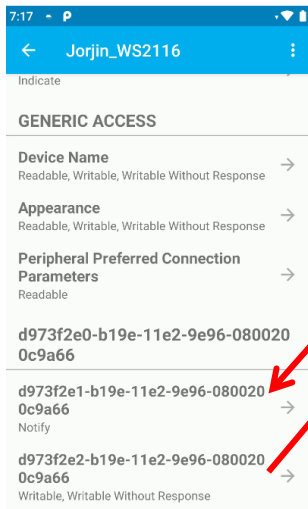 7:17
Jorjin_WS2116
Indicate
GENERIC ACCESS
Device Name
Readable, Writable, Writable Without Response
Appearance
Readable, Writable, Writable Without Response
Peripheral Preferred Connection
Parameters
Readable
d973f2e0-b19e-11e2-9e96-080020
0c9a66
d973f2e1-b19e-11e2-9e96-080020
0c9a66
Notify
d973f2e2-b19e-11e2-9e96-080020
0c9a66
Writable, Writable Without Response